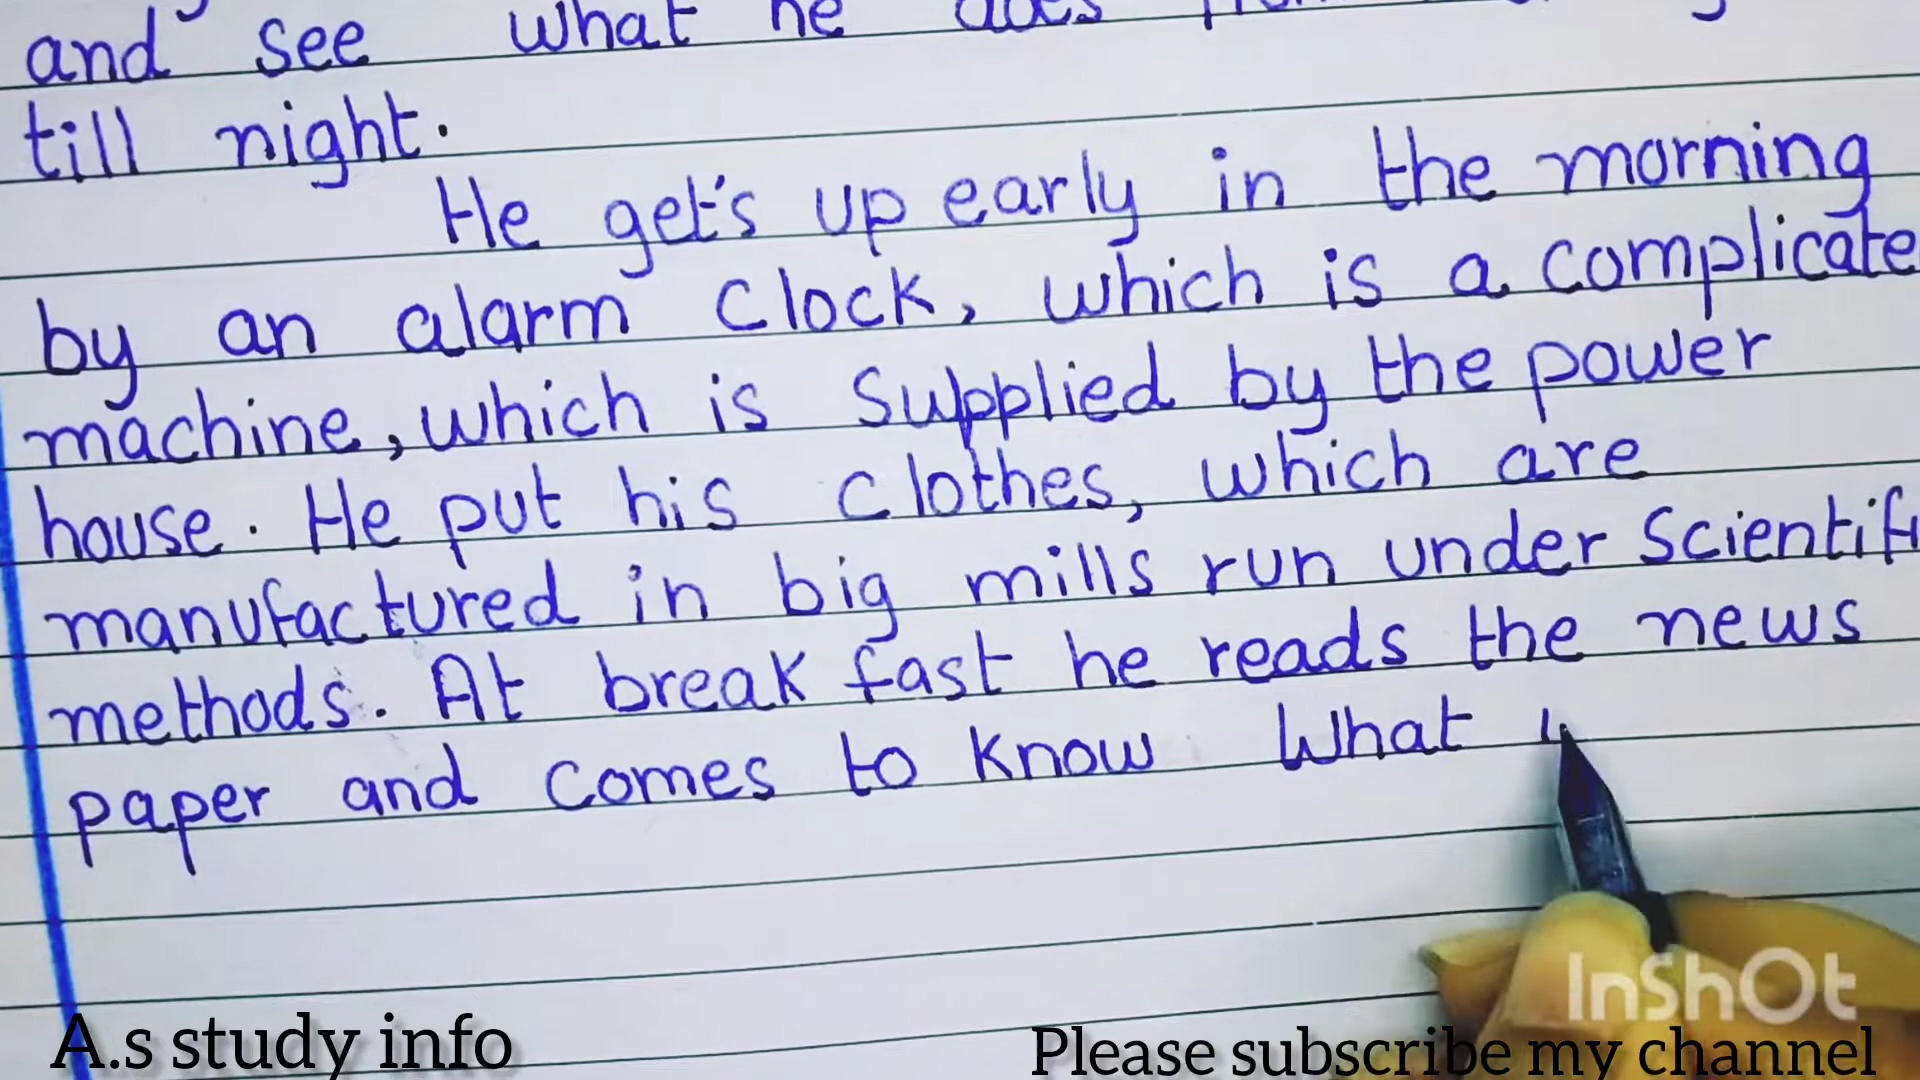 and see what he does
till night.
He get's up early in the morning
by an alarm clock, which is a complicate
machine, which is supplied by the power
house. He put his clothes, which are
manufactured in big mills run under Scientifi
methods. At break fast he reads the news
paper and comes to know What
InShOt
A.s study info
Please subscribe my channel